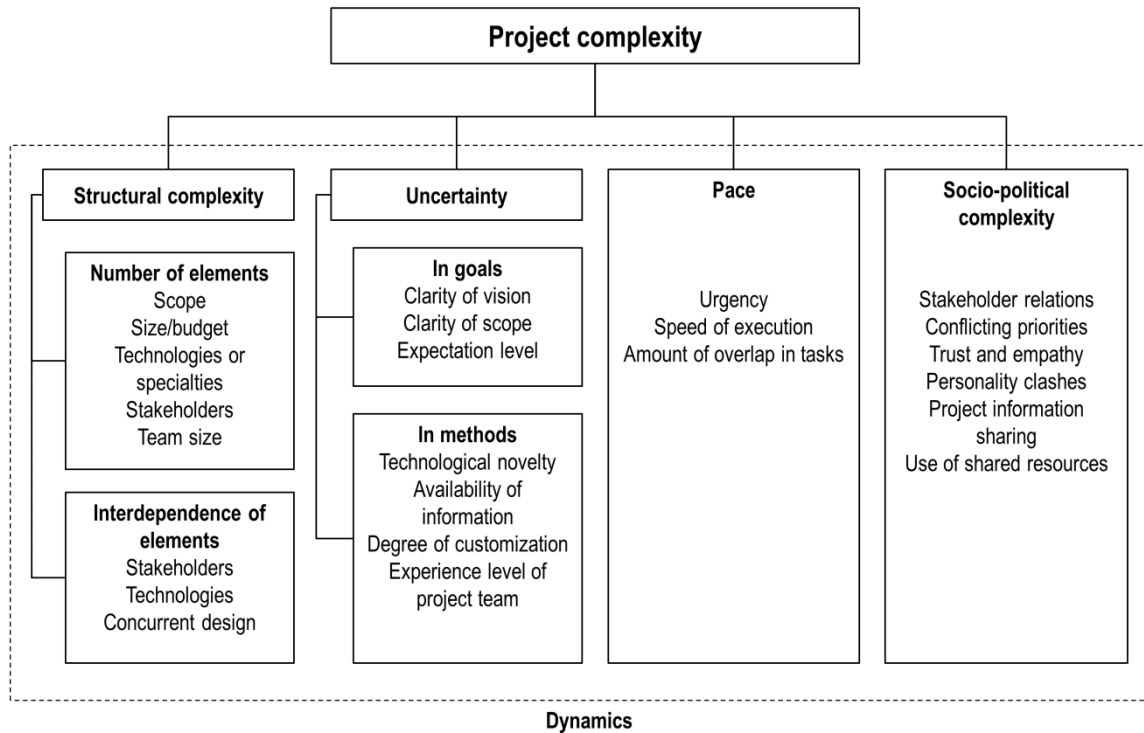 Project complexity
Structural complexity
Number of elements
Scope
Size/budget
Technologies or
specialties
Stakeholders
Team size
Interdependence of
elements
Stakeholders
Technologies
Concurrent design
Uncertainty
In goals
Clarity of vision
Clarity of scope
Expectation level
In methods
Technological novelty
Availability of
information
Degree of customization
Experience level of
project team
Pace
Urgency
Speed of execution
Amount of overlap in tasks
Socio-political
complexity
Stakeholder relations
Conflicting priorities
Trust and empathy
Personality clashes
Project information
sharing
Use of shared resources
Dynamics